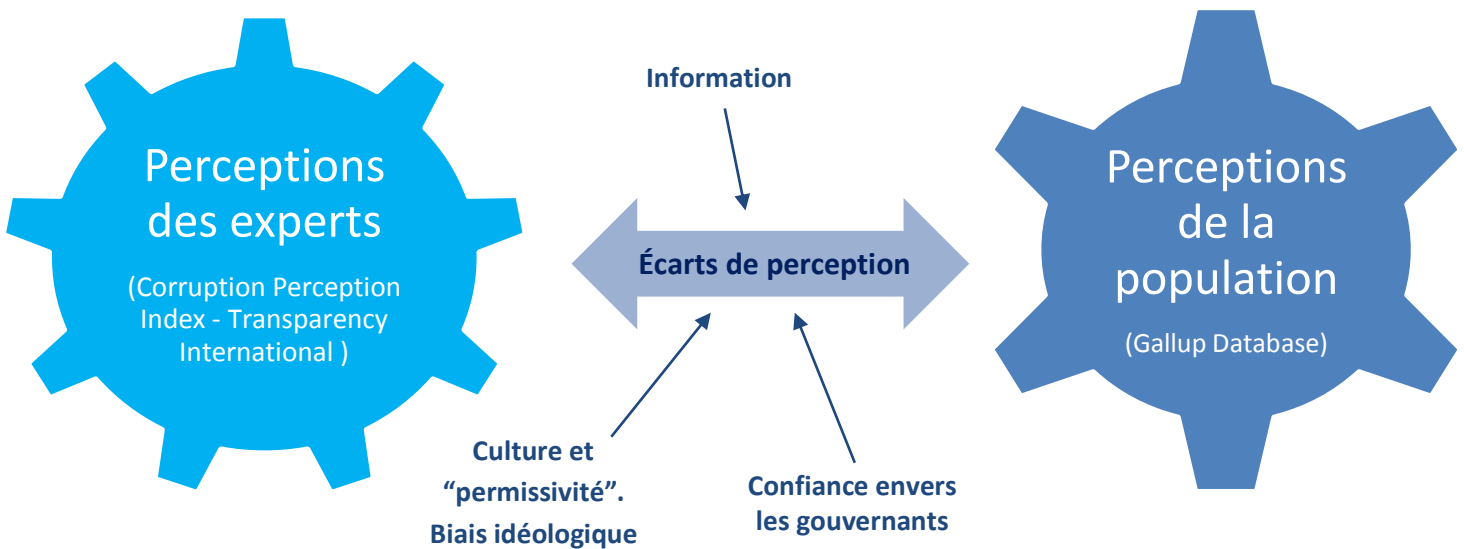 Perceptions
des experts
(Corruption Perception
Index - Transparency
International )
Information
Écarts de perception
Culture et
“permissivité”.
Biais idéologique
Confiance envers
les gouvernants
Perceptions
de la
population
(Gallup Database)